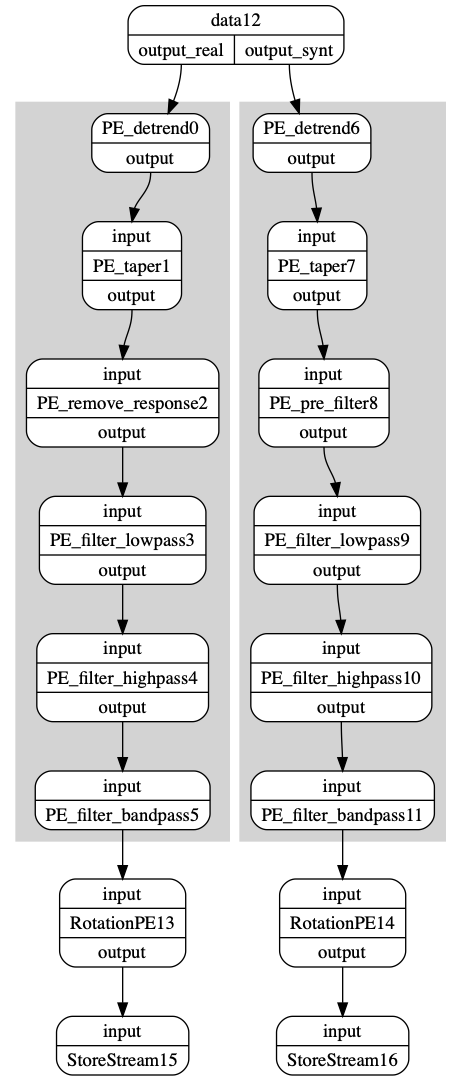 data12
output_real output_synt
PE_detrend0
output
input
PE_taper1
output
input
PE_remove_response2
output
input
PE_filter_lowpass3
output
input
PE_filter_highpass4
output
input
PE_filter_bandpass5
input
RotationPE13
output
input
StoreStream15
PE_detrend6
output
input
PE_taper7
output
input
PE_pre_filter8
output
input
PE_filter_lowpass9
output
input
PE_filter_highpass10
output
input
PE_filter_bandpass11
input
RotationPE14
output
input
StoreStream16